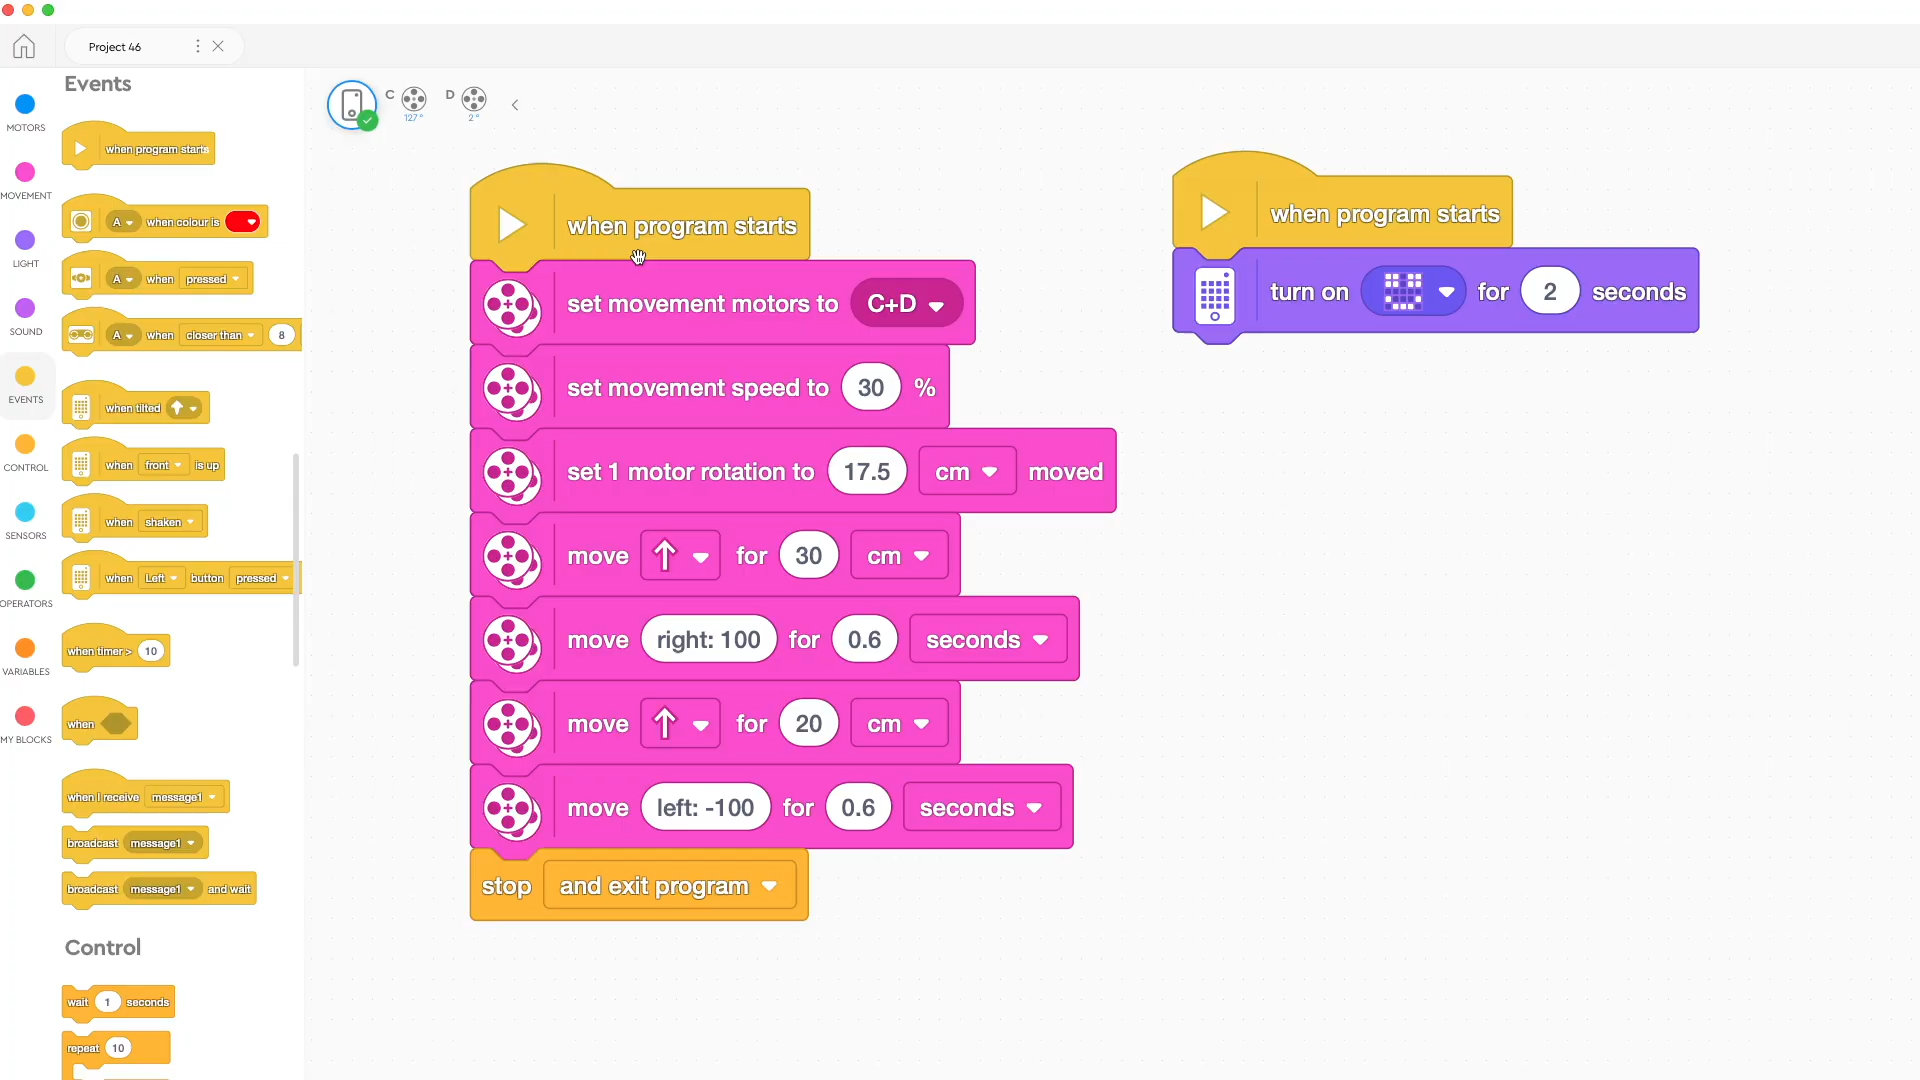 Project 46
Events
MOTORS
MOVEMENT
LIGHT
SOUND
EVENTS
CONTROL
SENSORS
OPERATORS
VARIABLES
MY BLOCKS
when program starts
A when colour is
A when pressed
A when closer than 8
when tilted
when front is up
when shaken
when Left button pressed
when timer > 10
when
when I receive message1
broadcast message1
broadcast message1 and wait
Control
wait 1 seconds
repeat 10
C 127°
D 2°
when program starts
set movement motors to C+D
set movement speed to 30 %
set 1 motor rotation to 17.5 cm moved
move for 30 cm
move right: 100 for 0.6 seconds
move for 20 cm
move left: -100 for 0.6 seconds
stop and exit program
when program starts
turn on for 2 seconds